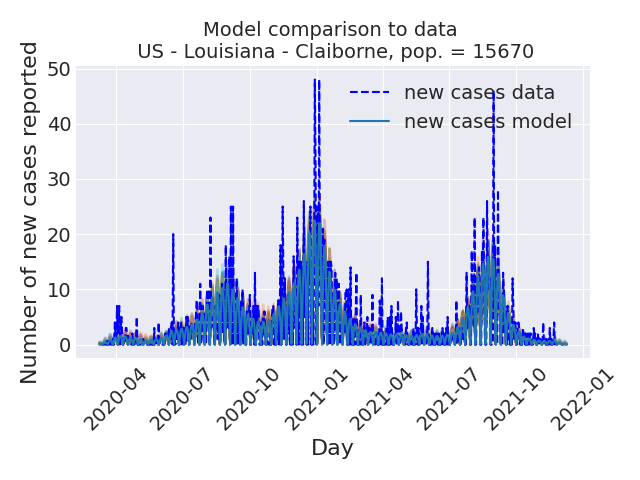 Model comparison to data
US - Louisiana - Claiborne, pop. = 15670
Number of new cases reported
50
40
30
20
10
0
new cases data
new cases model
2020-04
2020-07
2020-10
2021-01
2021-04
2021-07
2021-10
2022-01
Day